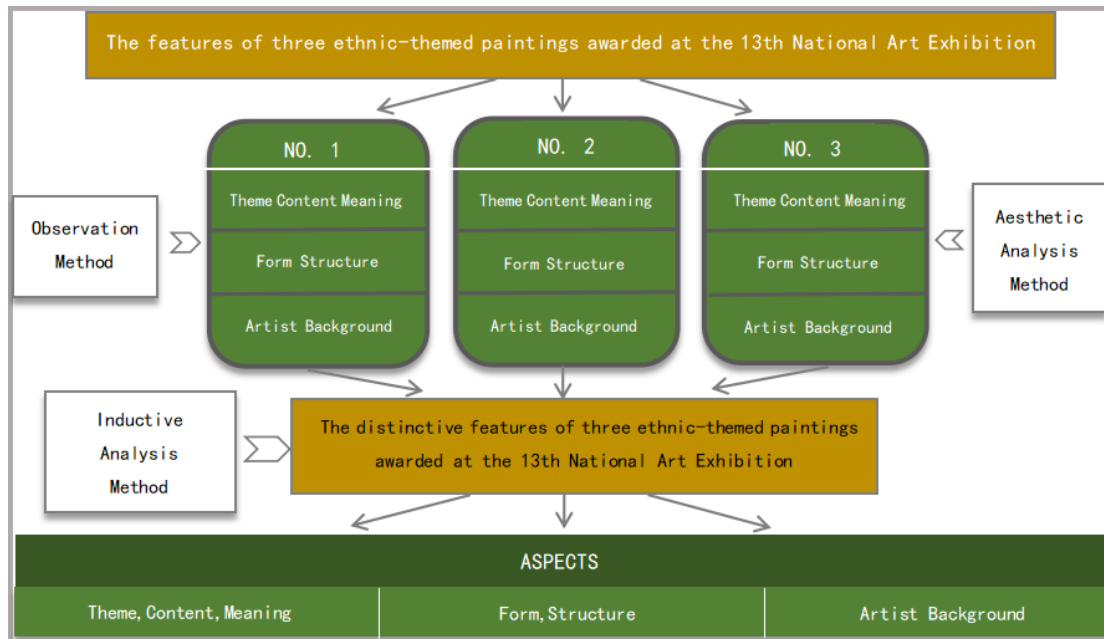 The features of three ethnic-themed paintings awarded at the 13th National Art Exhibition
NO. 1
Theme Content Meaning
Form Structure
Artist Background
NO. 2
Theme Content Meaning
Form Structure
Artist Background
NO. 3
Theme Content Meaning
Form Structure
Artist Background
Observation
Method
Aesthetic
Analysis
Method
Inductive
Analysis
Method
The distinctive features of three ethnic-themed paintings
awarded at the 13th National Art Exhibition
ASPECTS
Theme,Content,Meaning
Form,Structure
Artist Background